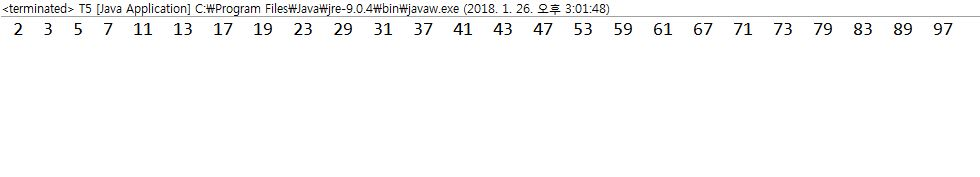 <terminated> T5 [Java Application] C:₩Program Files₩Java₩jre-9.0.4₩bin₩javaw.exe (2018. 1. 26. 오후 3:01:48)
2 3 5 7 11 13 17 19 23 29 31 37 41 43 47 53 59 61 67 71 73 79 83 89 97